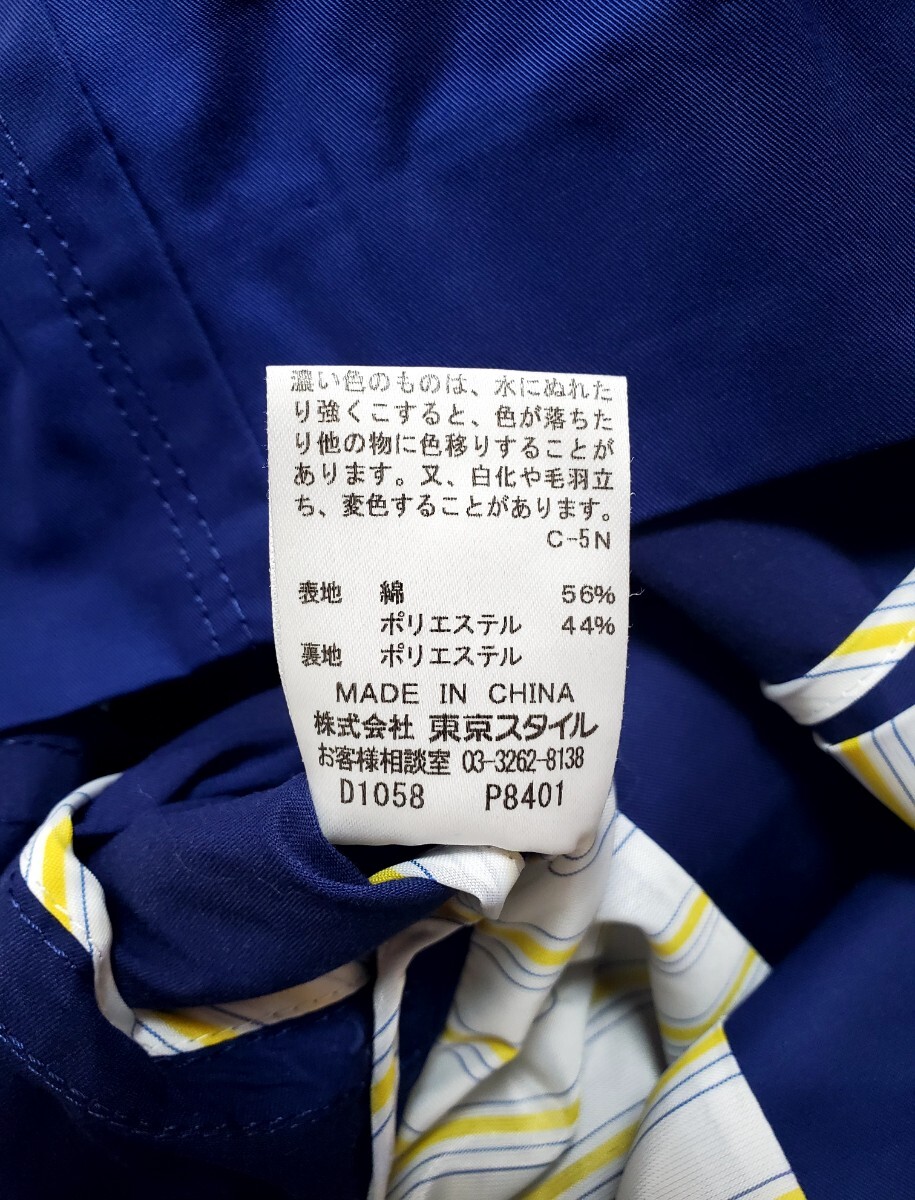 濃い色のものは、水にぬれた
り強くこすると、色が落ちた
り他の物に色移りすることが
あります。又、白化や毛羽立
ち、変色することがあります。
C-5N
表地 綿 56%
ポリエステル 44%
裏地 ポリエステル
MADE IN CHINA
株式会社 東京スタイル
お客様相談室 03-3262-8138
D1058 P8401